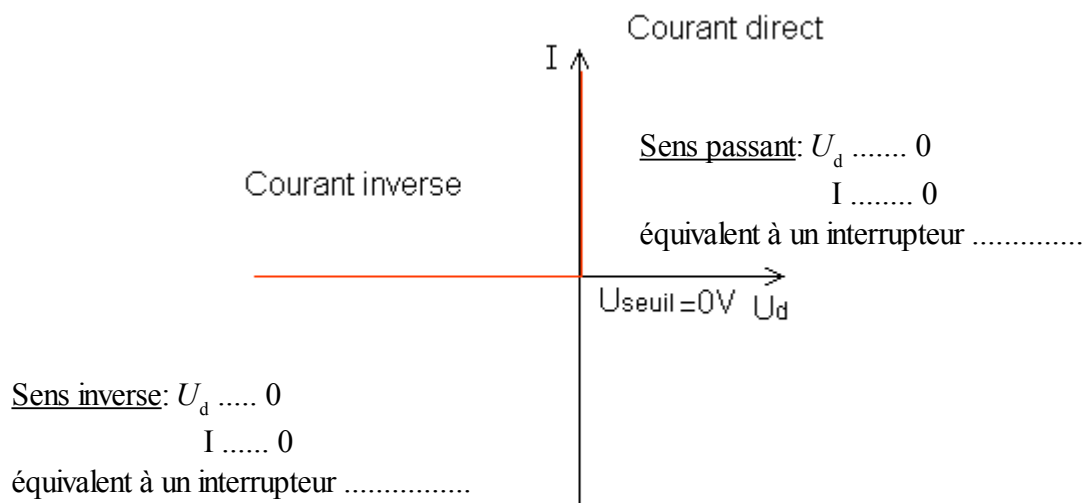 Courant direct
I
Sens passant: Ud ....... 0
I ........ 0
Courant inverse
équivalent à un interrupteur ..............
Useuil=0V Ud
Sens inverse: Ud ..... 0
I ...... 0
équivalent à un interrupteur ................